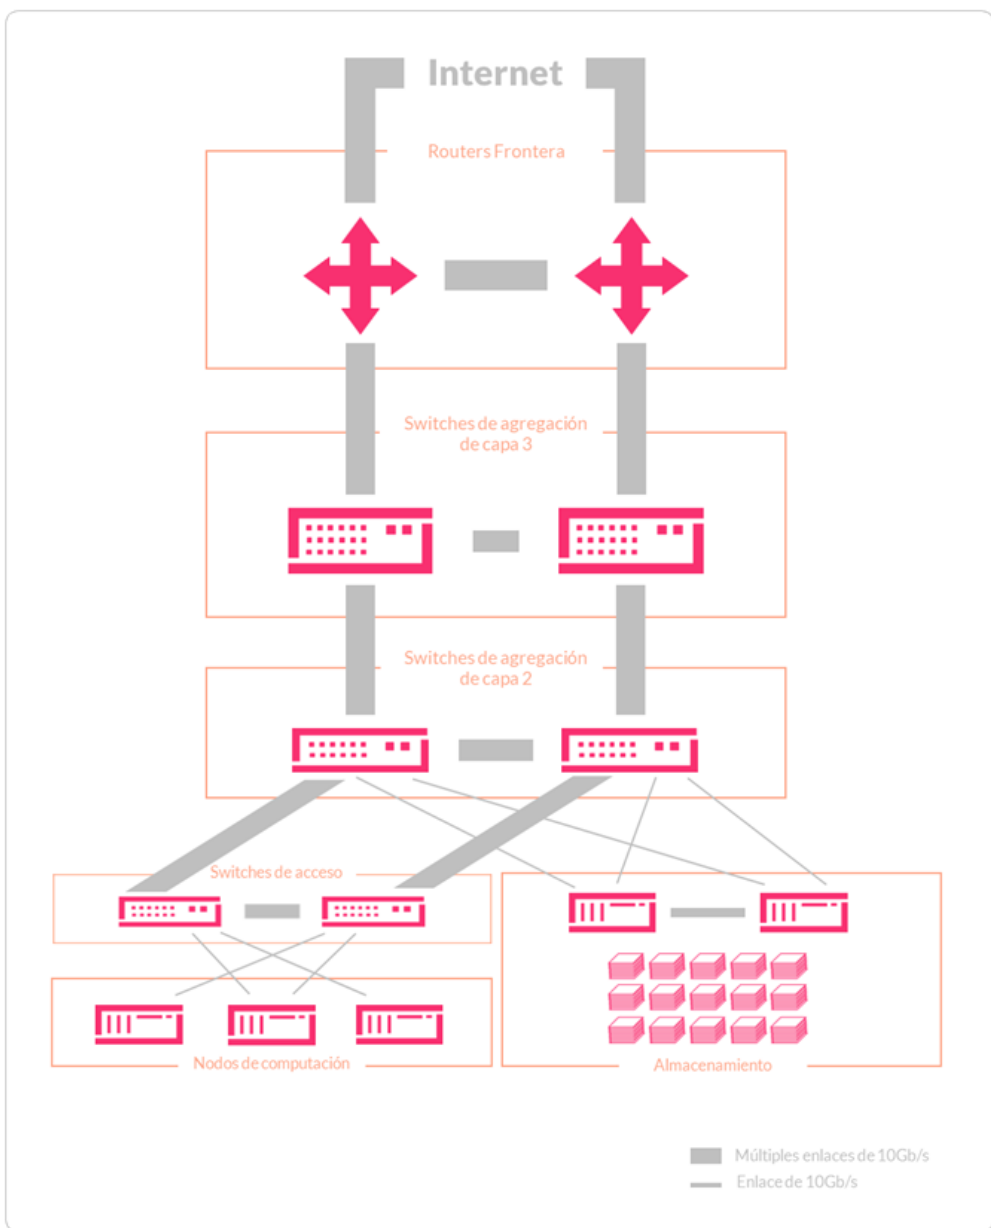 Internet
Routers Frontera
Switches de agregación
de capa 3
Switches de agregación
de capa 2
Switches de acceso
Nodos de computación
Almacenamiento
Múltiples enlaces de 10Gb/s
Enlace de 10Gb/s